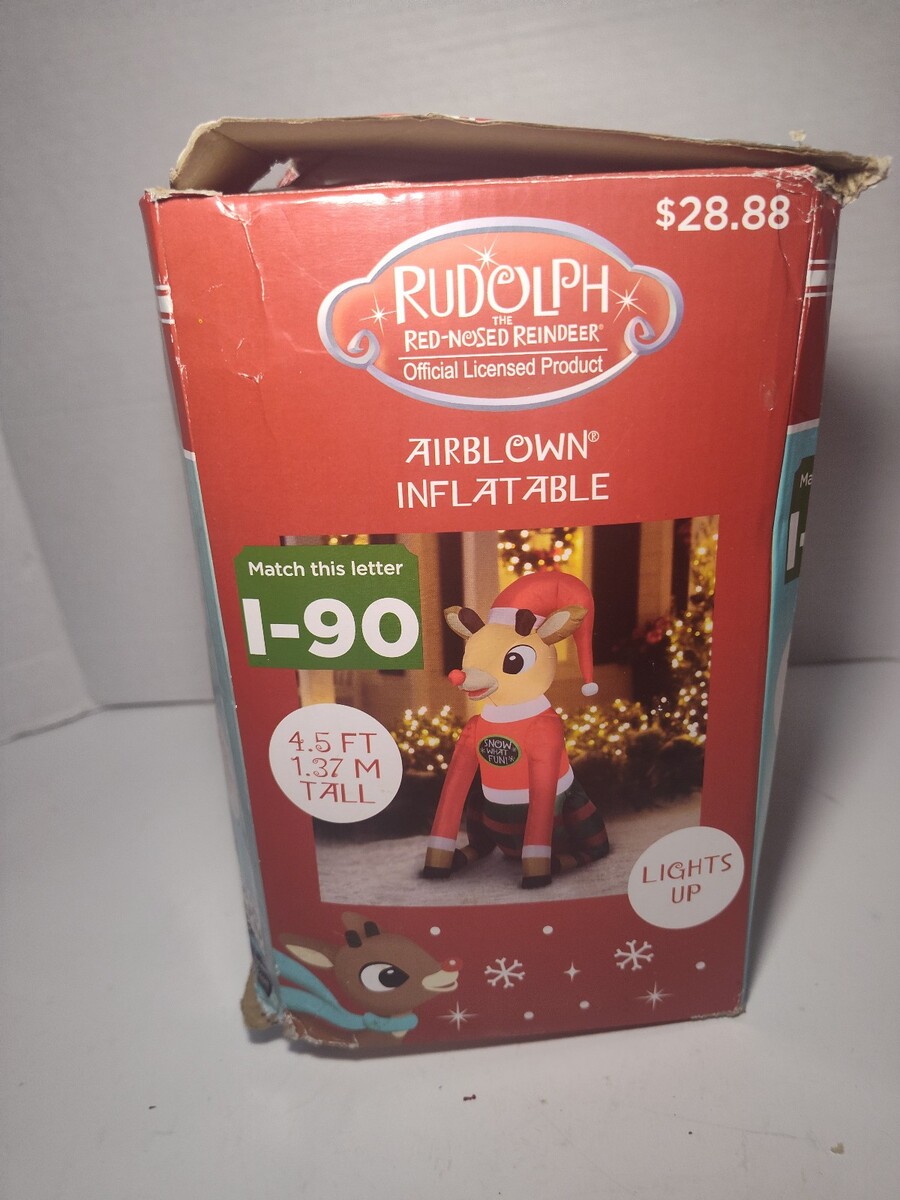 $28.88
RUDOLPH
THE
RED-NOSED REINDEER®
Official Licensed Product
AIRBLOWN®
INFLATABLE
Match this letter
I-90
Ma
I-
SNOW
WHAT
FUN!
4.5 FT
1.37 M
TALL
LIGHTS
UP